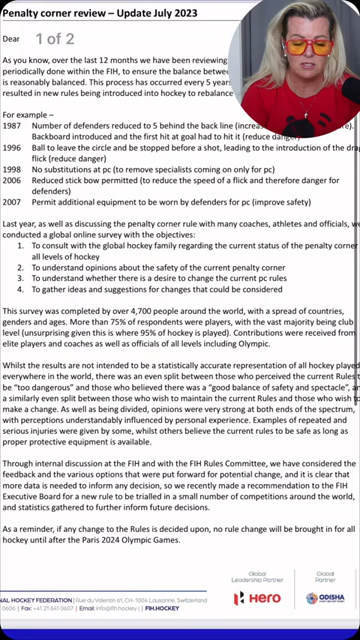 Penalty corner review – Update July 2023
Dear
1 of 2
As you know, over the last 12 months we have been reviewing
periodically done within the FIH, to ensure the balance betwee
is reasonably balanced. This process has occurred every 5 years
resulted in new rules being introduced into hockey to rebalance
For example –
1987 Number of defenders reduced to 5 behind the back line (increas
Backboard introduced and the first hit at goal had to hit it (reduce danger)
1996 Ball to leave the circle and be stopped before a shot, leading to the introduction of the dra
flick (reduce danger)
1998 No substitutions at pc (to remove specialists coming on only for pc)
2006 Reduced stick bow permitted (to reduce the speed of a flick and therefore danger for
defenders)
2007 Permit additional equipment to be worn by defenders for pc (improve safety)
Last year, as well as discussing the penalty corner rule with many coaches, athletes and officials, we
conducted a global online survey with the objectives:
1. To consult with the global hockey family regarding the current status of the penalty corner
all levels of hockey
2. To understand opinions about the safety of the current penalty corner
3. To understand whether there is a desire to change the current pc rules
4. To gather ideas and suggestions for changes that could be considered
This survey was completed by over 4,700 people around the world, with a spread of countries,
genders and ages. More than 75% of respondents were players, with the vast majority being club
level (unsurprising given this is where 95% of hockey is played). Contributions were received from
elite players and coaches as well as officials of all levels including Olympic.
Whilst the results are not intended to be a statistically accurate representation of all hockey played
everywhere in the world, there was an even split between those who perceived the current Rules t
be "too dangerous" and those who believed there was a "good balance of safety and spectacle", an
a similarly even split between those who wish to maintain the current Rules and those who wish to
make a change. As well as being divided, opinions were very strong at both ends of the spectrum,
with perceptions understandably influenced by personal experience. Examples of repeated and
serious injuries were given by some, whilst others believe the current rules to be safe as long as
proper protective equipment is available.
Through internal discussion at the FIH and with the FIH Rules Committee, we have considered the
feedback and the various options that were put forward for potential change, and it is clear that
more data is needed to inform any decision, so we recently made a recommendation to the FIH
Executive Board for a new rule to be trialled in a small number of competitions around the world,
and statistics gathered to further inform future decisions.
As a reminder, if any change to the Rules is decided upon, no rule change will be brought in for all
hockey until after the Paris 2024 Olympic Games.
Global
Leadership Partner
Global
Partner
Hero
ODISHA
NAL HOCKEY FEDERATION | Rue du Valentin 61, CH-1004 Lausanne, Switzerland
0606 | Fax: +41 21 641 0607 | Email: info@fih.hockey | FIH.HOCKEY